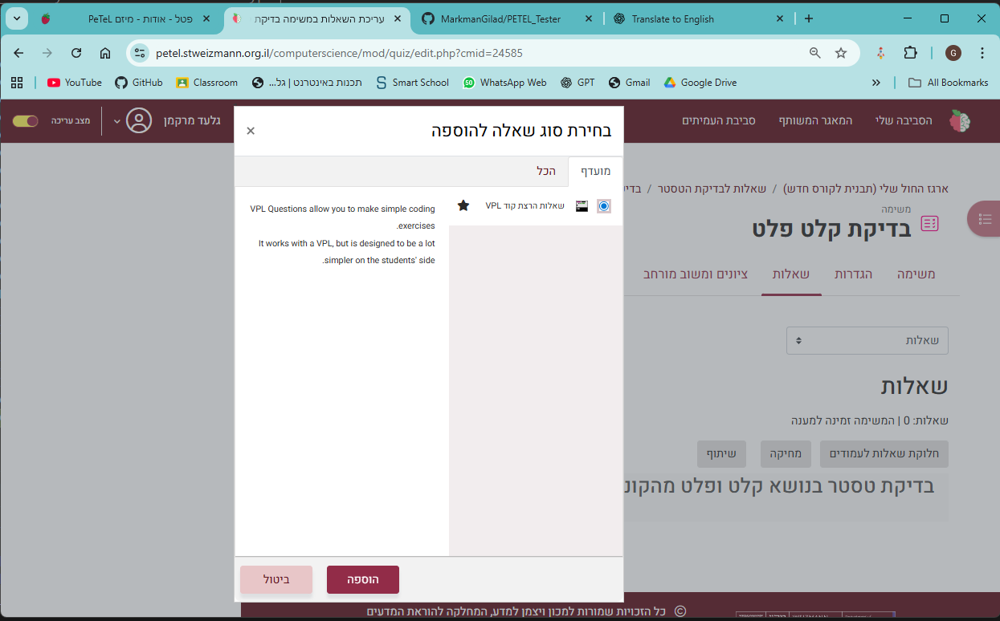 פטל - אודות - מיזם PeTeL
עריכת השאלות במשימה בדיקת
MarkmanGilad/PETEL_Tester
Translate to English
petel.stweizmann.org.il/computerscience/mod/quiz/edit.php?cmid=24585
YouTube
GitHub
Classroom
תכנות באינטרנט | גל...
Smart School
WhatsApp Web
GPT
Gmail
Google Drive
All Bookmarks
G
הסביבה שלי
המאגר המשותף
סביבת העמיתים
גלעד מרקמן
מצב עריכה
בחירת סוג שאלה להוספה
מועדף
הכל
שאלות הרצת קוד VPL
VPL Questions allow you to make simple coding
.exercises
It works with a VPL, but is designed to be a lot
.simpler on the students' side
הוספה
ביטול
ארגז החול שלי (תבנית לקורס חדש) / שאלות לבדיקת הטסטר / בדי
משימה
בדיקת קלט פלט
משימה
הגדרות
שאלות
ציונים ומשוב מורחב
שאלות
שאלות
שאלות: 0 | המשימה זמינה למענה
חלוקת שאלות לעמודים
מחיקה
שיתוף
בדיקת טסטר בנושא קלט ופלט מהקונ
© כל הזכויות שמורות למכון ויצמן למדע, המחלקה להוראת המדעים